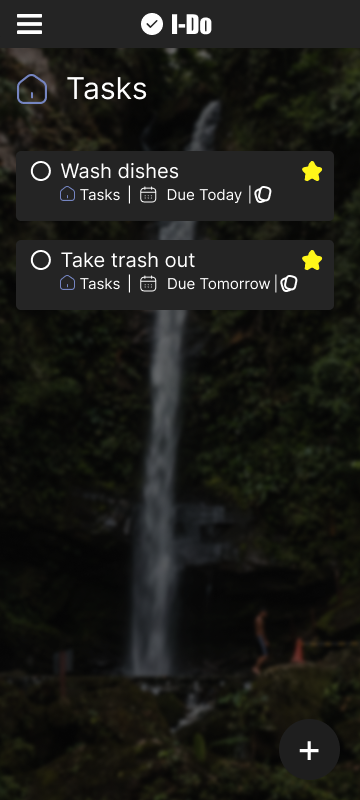 I-Do
Tasks
Wash dishes
Tasks | Due Today |
Take trash out
Tasks | Due Tomorrow |
+